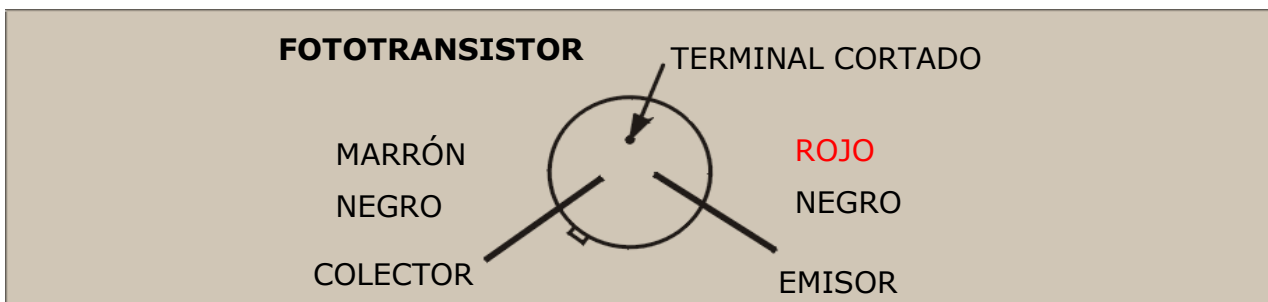 FOTOTRANSISTOR
TERMINAL CORTADO
MARRÓN
ROJO
NEGRO
NEGRO
COLECTOR
EMISOR